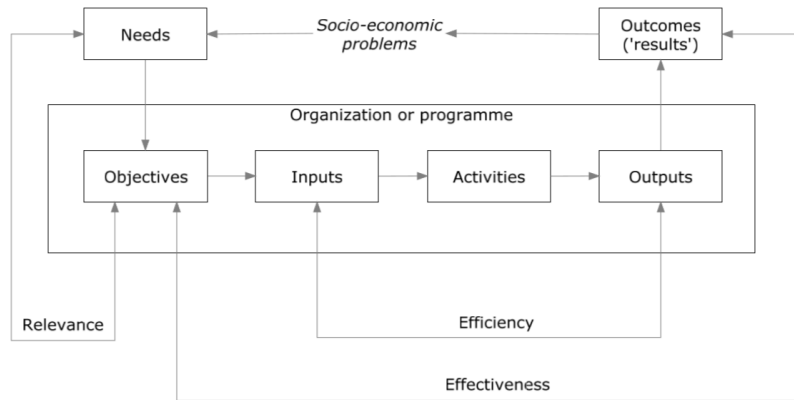 Needs
Socio-economic
problems
Outcomes
('results')
Organization or programme
Objectives
Inputs
Activities
Outputs
Relevance
Efficiency
Effectiveness